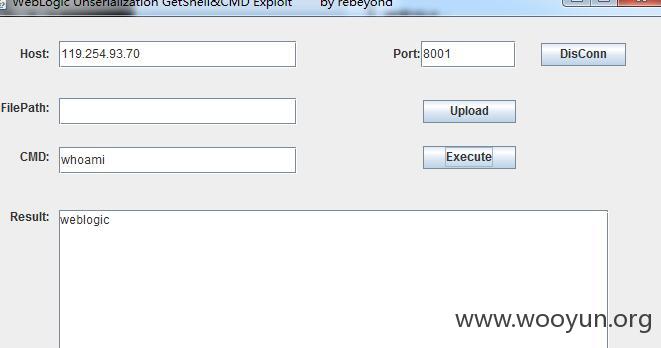 WebLogic Unserialization GetShell&CMD Exploit by rebeyond
Host: 119.254.93.70 Port: 8001 DisConn
FilePath: Upload
CMD: whoami Execute
Result: weblogic
www.wooyun.org